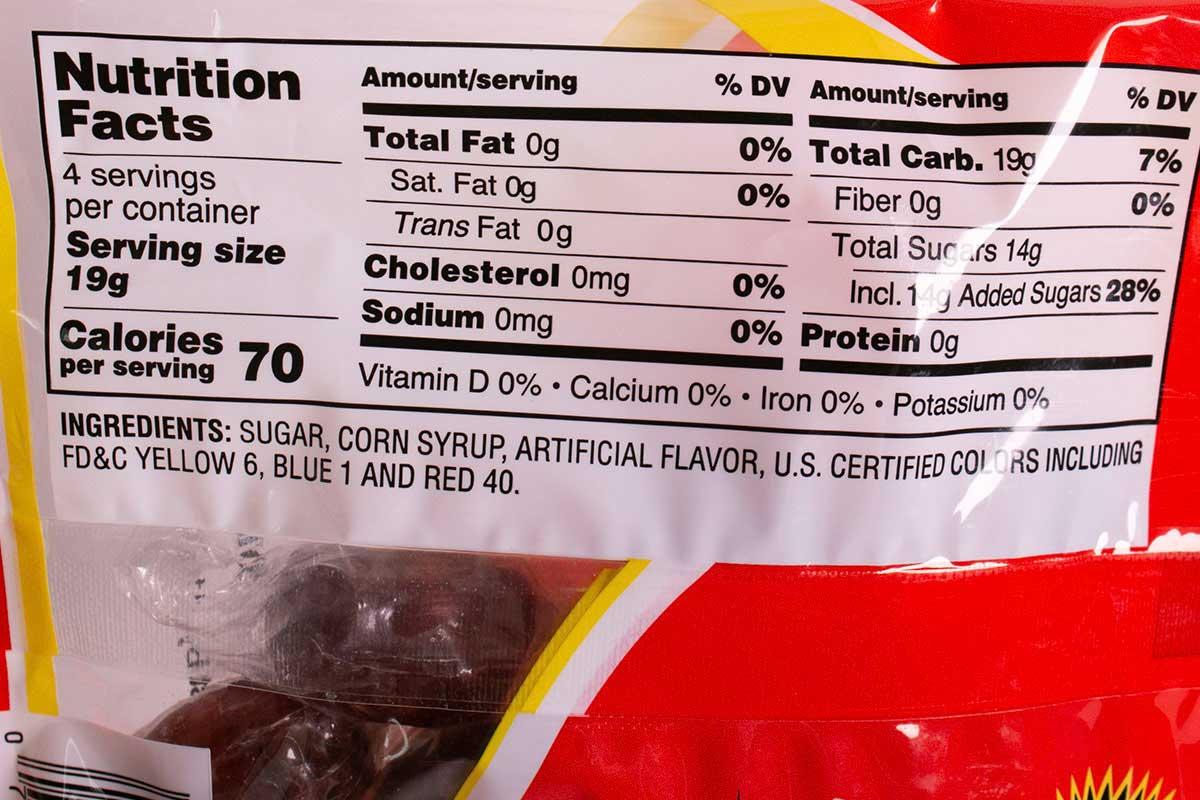 Nutrition
Facts
4 servings
per container
Serving size
19g
Calories
per serving 70
Amount/serving % DV
Total Fat 0g 0%
Sat. Fat 0g 0%
Trans Fat 0g
Cholesterol 0mg 0%
Sodium 0mg 0%
Amount/serving % DV
Total Carb. 19g 7%
Fiber 0g 0%
Total Sugars 14g
Incl. 14g Added Sugars 28%
Protein 0g
Vitamin D 0% • Calcium 0% • Iron 0% • Potassium 0%
INGREDIENTS: SUGAR, CORN SYRUP, ARTIFICIAL FLAVOR, U.S. CERTIFIED COLORS INCLUDING
FD&C YELLOW 6, BLUE 1 AND RED 40.
0